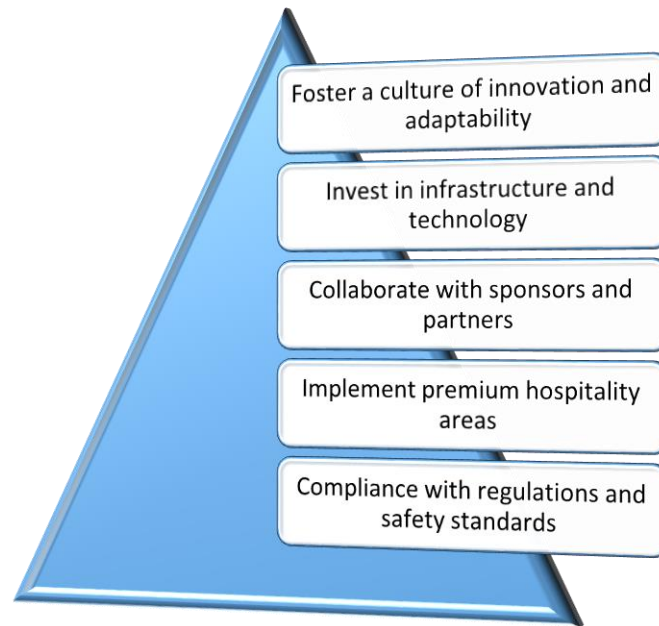 Foster a culture of innovation and
adaptability
Invest in infrastructure and
technology
Collaborate with sponsors and
partners
Implement premium hospitality
areas
Compliance with regulations and
safety standards